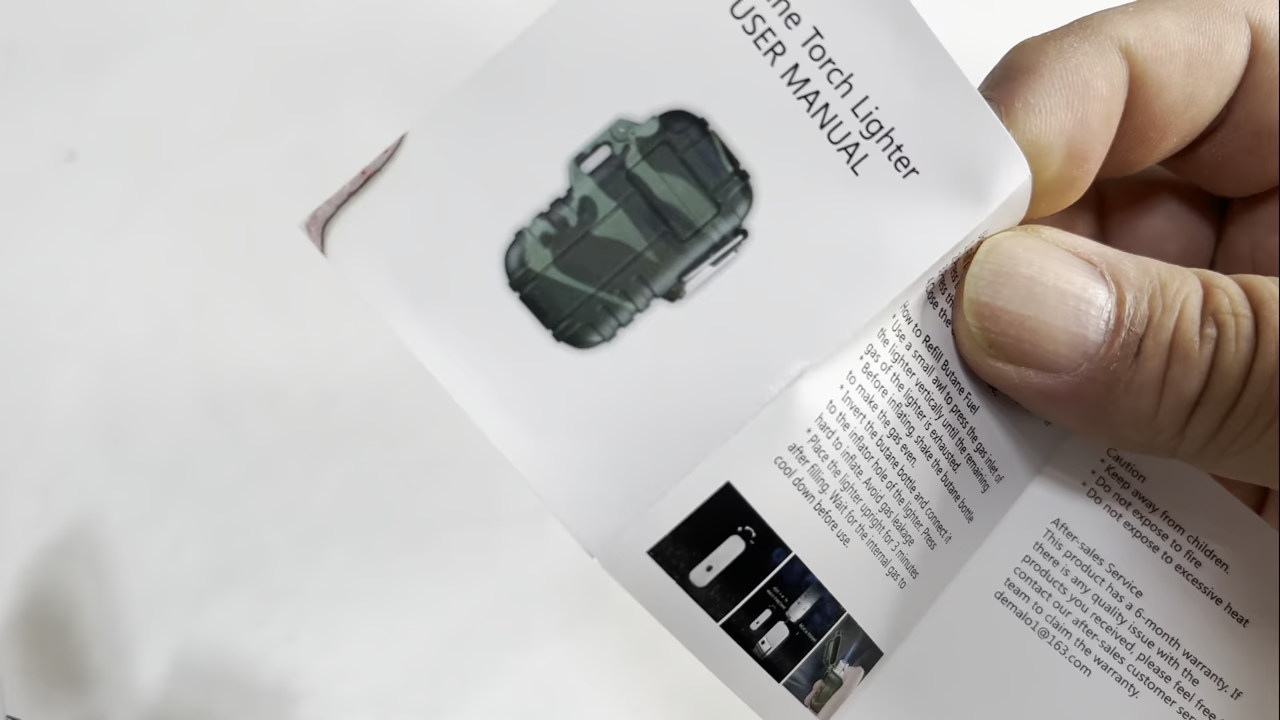 Torch Lighter
USER MANUAL
How to Refill Butane Fuel
• Use a small awl to press the gas inlet of
the lighter vertically until the remaining
gas of the lighter is exhausted.
• Before inflating, shake the butane bottle
to make the gas even.
• Invert the butane bottle and connect it
to the inflator hole of the lighter. Press
hard to inflate. Avoid gas leakage
• Place the lighter upright for 3 minutes
after filling. Wait for the internal gas to
cool down before use.
Caution
• Keep away from children.
• Do not expose to fire
• Do not expose to excessive heat
After-sales Service
This product has a 6-month warranty. If
there is any quality issue with the
products you received, please feel free
contact our after-sales customer
team to claim the warranty.
demalo1@163.com